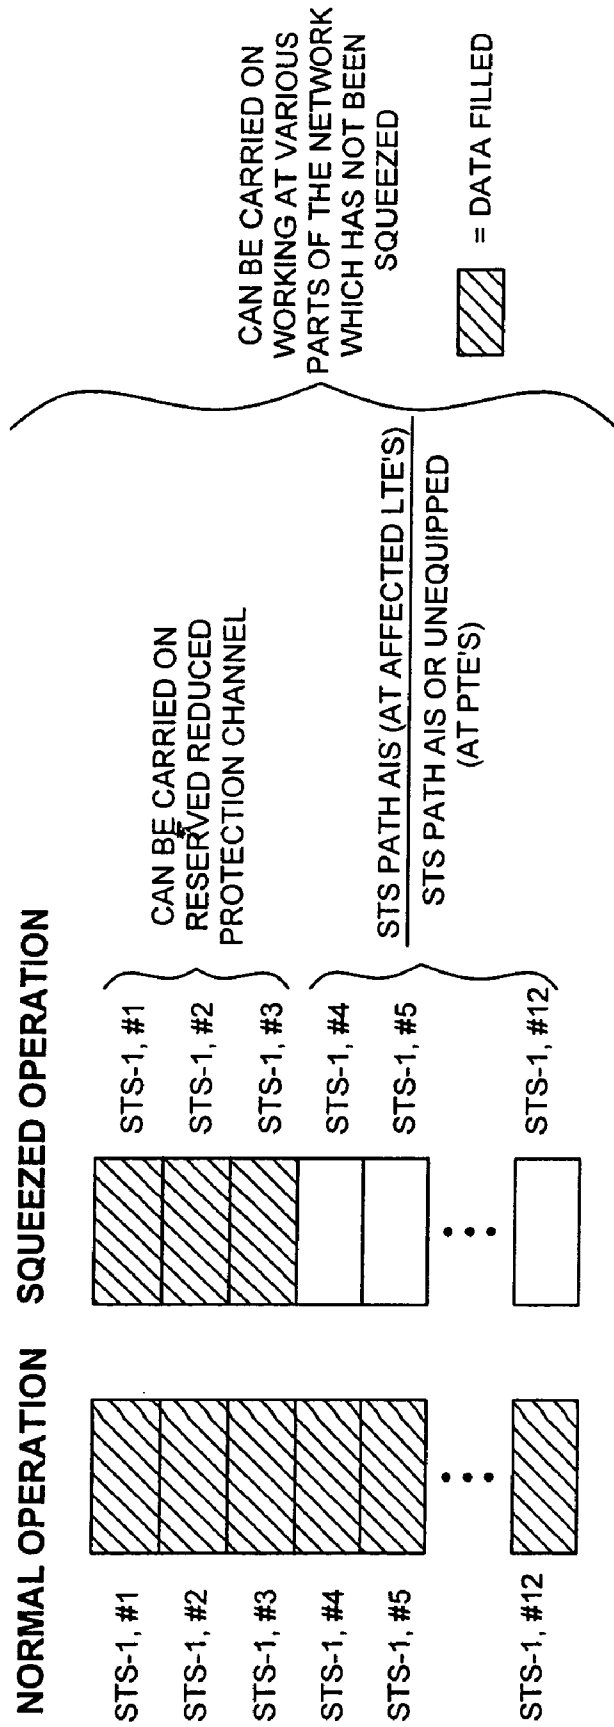 NORMAL OPERATION
STS-1, #1
STS-1, #2
STS-1, #3
STS-1, #4
STS-1, #5
STS-1, #12
SQUEEZED OPERATION
STS-1, #1
STS-1, #2
STS-1, #3
STS-1, #4
STS-1, #5
STS-1, #12
CAN BE CARRIED ON
RESERVED REDUCED
PROTECTION CHANNEL
STS PATH AIS (AT AFFECTED LTE'S)
STS PATH AIS OR UNEQUIPPED
(AT PTE'S)
CAN BE CARRIED ON
WORKING AT VARIOUS
PARTS OF THE NETWORK
WHICH HAS NOT BEEN
SQUEEZED
= DATA FILLED